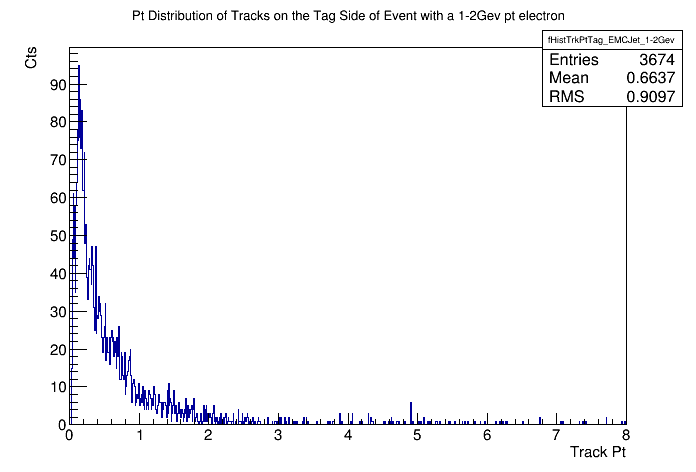 Pt Distribution of Tracks on the Tag Side of Event with a 1-2Gev pt electron
fHistTrkPtTag_EMCJet_1-2Gev
Entries 3674
Mean 0.6637
RMS 0.9097
Cts
90
80
70
60
50
40
30
20
10
0
0 1 2 3 4 5 6 7 8
Track Pt